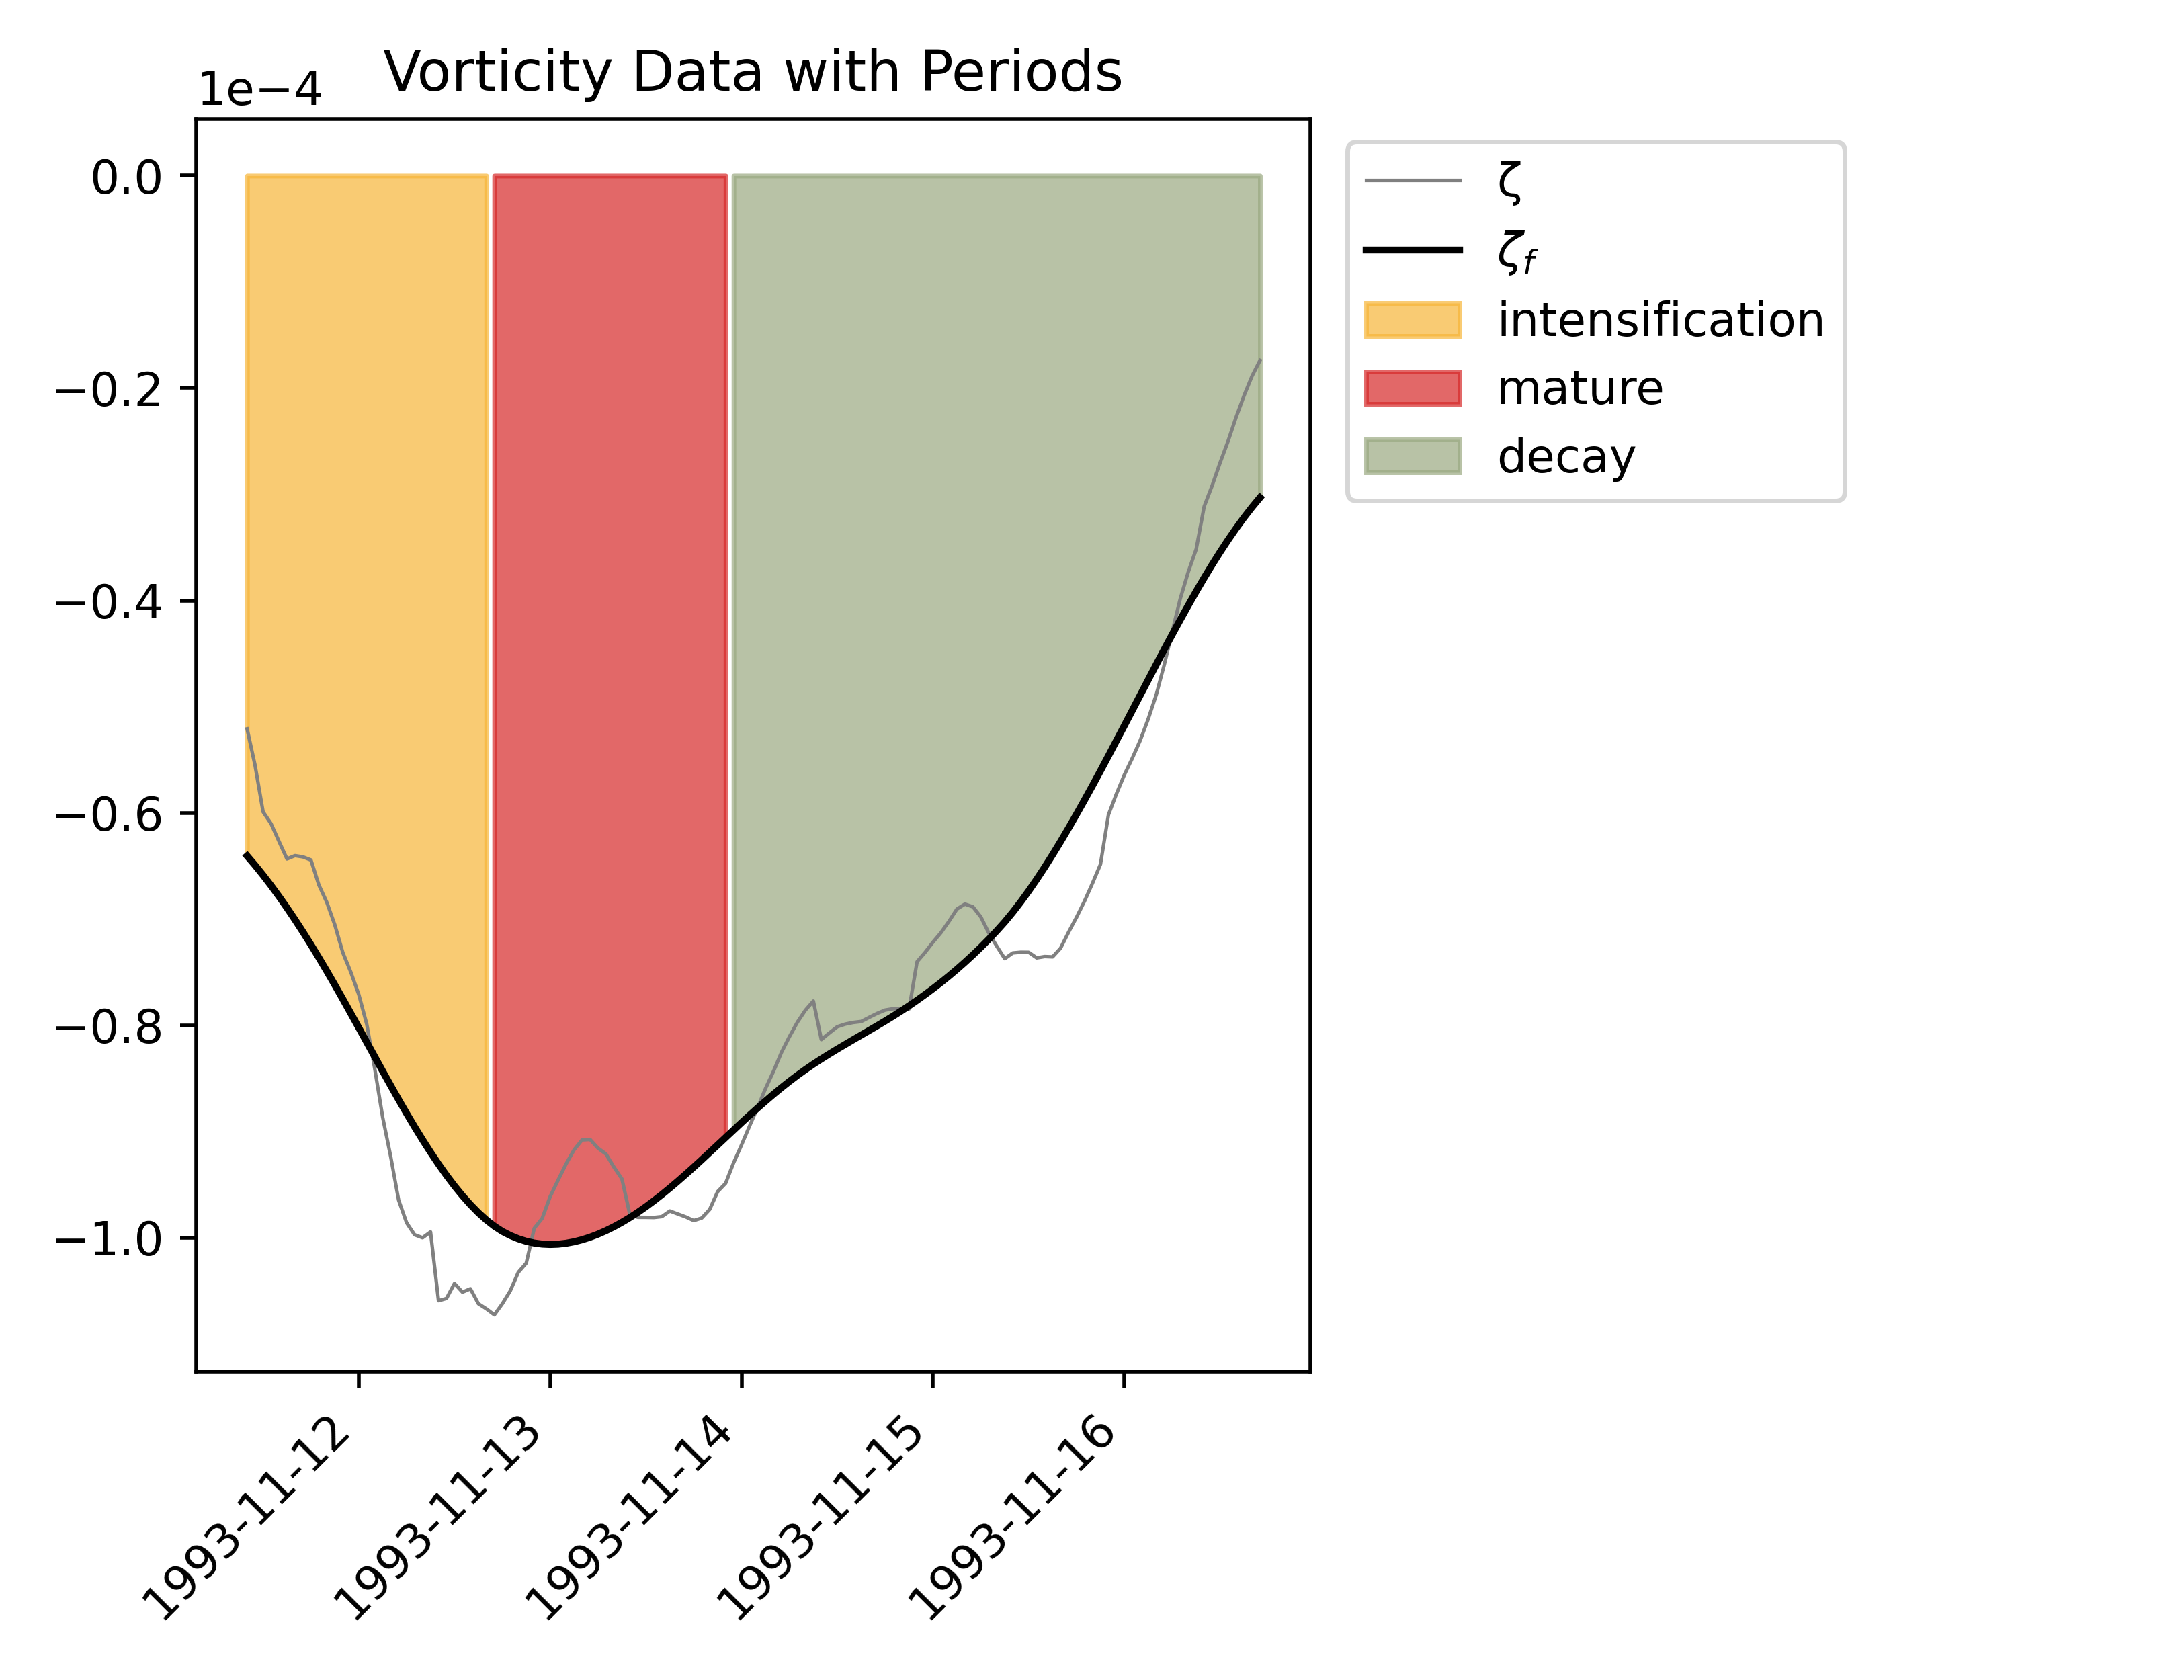 Vorticity Data with Periods
1e−4
0.0
−0.2
−0.4
−0.6
−0.8
−1.0
1993-11-12
1993-11-13
1993-11-14
1993-11-15
1993-11-16
ζ
ζf
intensification
mature
decay